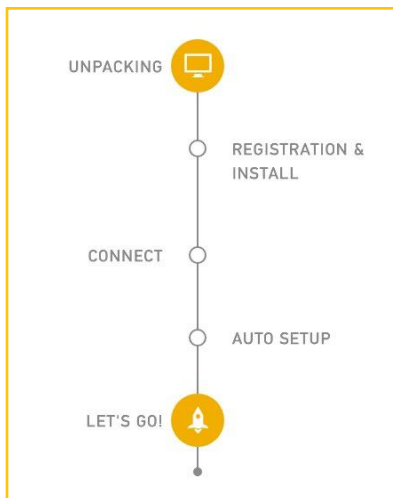 UNPACKING
REGISTRATION &
INSTALL
CONNECT
AUTO SETUP
LET'S GO!